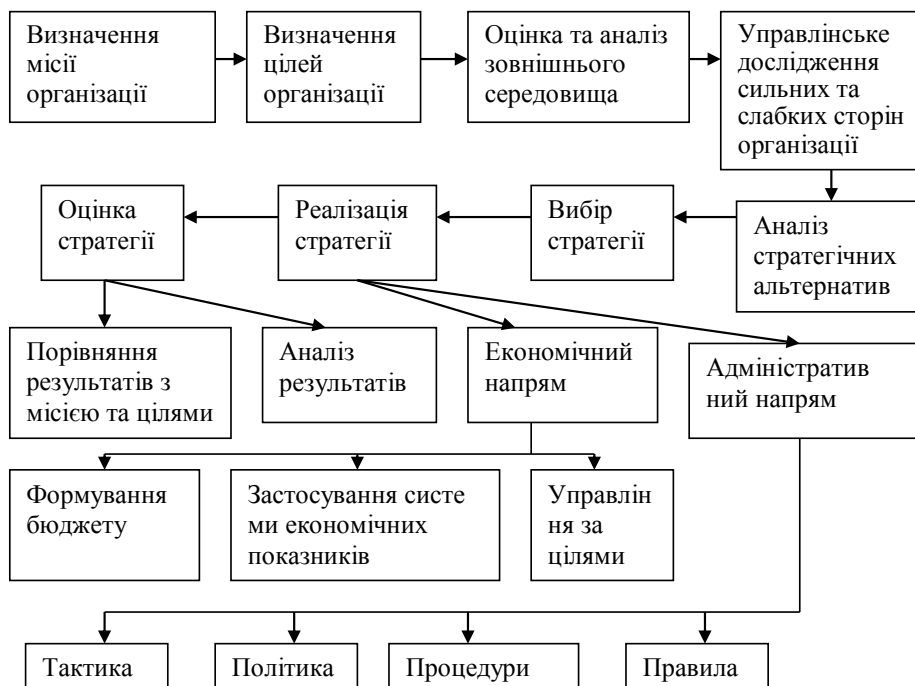 Визначення
місії
організації
Визначення
цілей
організації
Оцінка та аналіз
зовнішнього
середовища
Управлінське
дослідження
сильних та
слабких сторін
організації
Оцінка
стратегії
Реалізація
стратегії
Вибір
стратегії
Аналіз
стратегічних
альтернатив
Порівняння
результатів з
місією та цілями
Аналіз
результатів
Економічний
напрям
Адміністратив
ний напрям
Формування
бюджету
Застосування систе
ми економічних
показників
Управлін
ня за
цілями
Тактика
Політика
Процедури
Правила